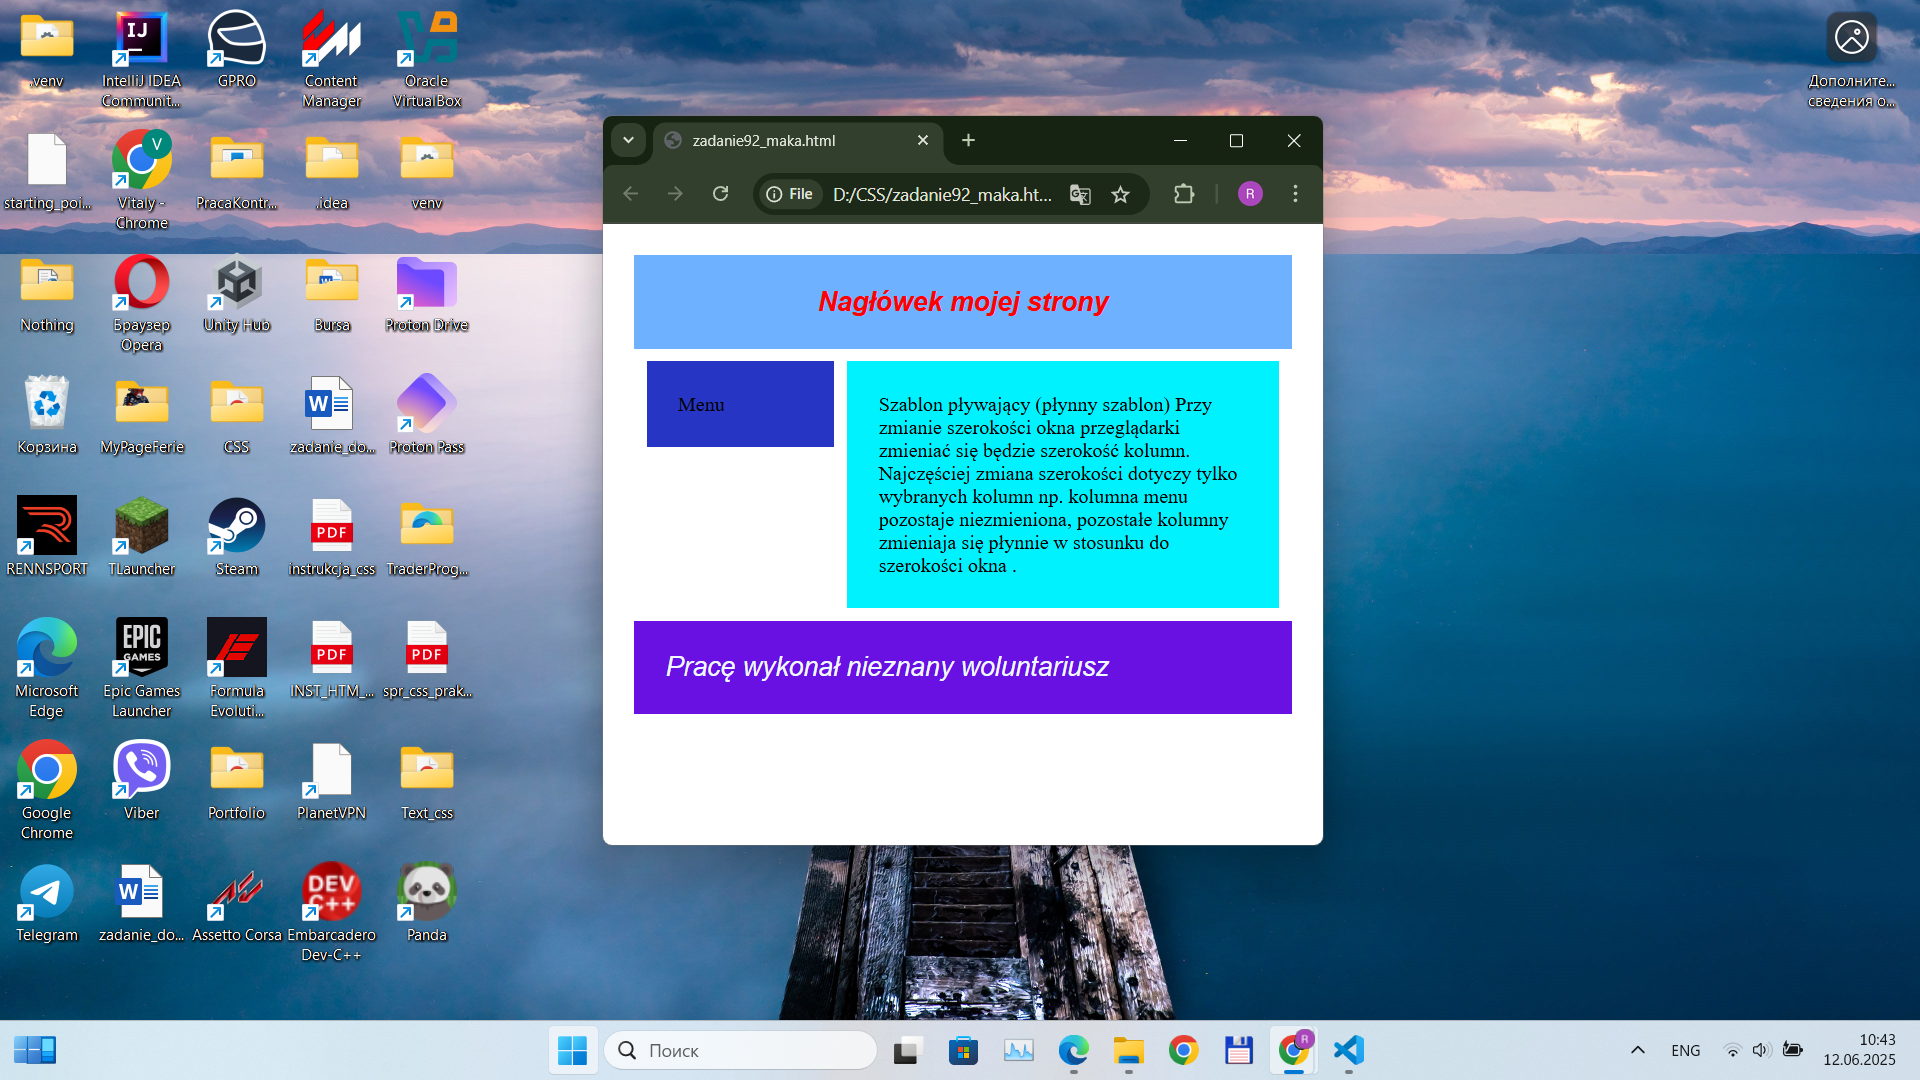 .venv
IntelliJ IDEA
Communit...
GPRO
Content
Manager
Oracle
VirtualBox
Дополните...
сведения о...
starting_poi...
V
Vitaly -
Chrome
PracaKontr...
.idea
venv
Nothing
Браузер
Opera
Unity Hub
Bursa
Proton Drive
Корзина
MyPageFerie
CSS
W
zadanie_do...
Proton Pass
RENNSPORT
TLauncher
Steam
PDF
instrukcja_css
TraderProg...
Microsoft
Edge
EPIC
GAMES
Epic Games
Launcher
Formula
Evoluti...
PDF
INST_HTM_...
PDF
spr_css_prak...
Google
Chrome
Viber
Portfolio
PlanetVPN
Text_css
Telegram
W
zadanie_do...
Assetto Corsa
DEV
C++
Embarcadero
Dev-C++
Panda
zadanie92_maka.html
File
D:/CSS/zadanie92_maka.ht...
R
Nagłówek mojej strony
Menu
Szablon pływający (płynny szablon) Przy
zmianie szerokości okna przeglądarki
zmieniać się będzie szerokość kolumn.
Najczęściej zmiana szerokości dotyczy tylko
wybranych kolumn np. kolumna menu
pozostaje niezmieniona, pozostałe kolumny
zmieniaja się płynnie w stosunku do
szerokości okna .
Pracę wykonał nieznany woluntariusz
Поиск
R
ENG
10:43
12.06.2025